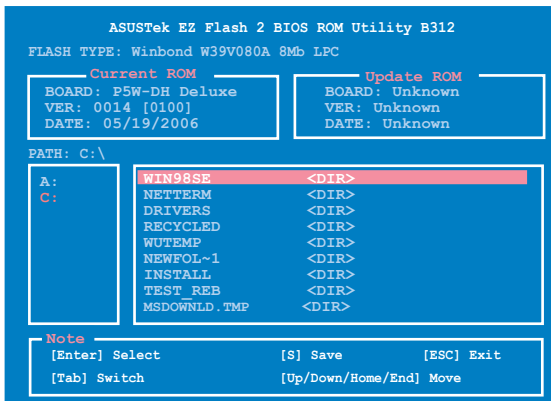 ASUSTek EZ Flash 2 BIOS ROM Utility B312
FLASH TYPE: Winbond W39V080A 8Mb LPC
Current ROM
BOARD: P5W-DH Deluxe
VER: 0014 [0100]
DATE: 05/19/2006
Update ROM
BOARD: Unknown
VER: Unknown
DATE: Unknown
PATH: C:\
A:
C:
WIN98SE <DIR>
NETTERM <DIR>
DRIVERS <DIR>
RECYCLED <DIR>
WUTEMP <DIR>
NEWFOL~1 <DIR>
INSTALL <DIR>
TEST_REB <DIR>
MSDOWNLD.TMP <DIR>
Note
[Enter] Select [S] Save [ESC] Exit
[Tab] Switch [Up/Down/Home/End] Move